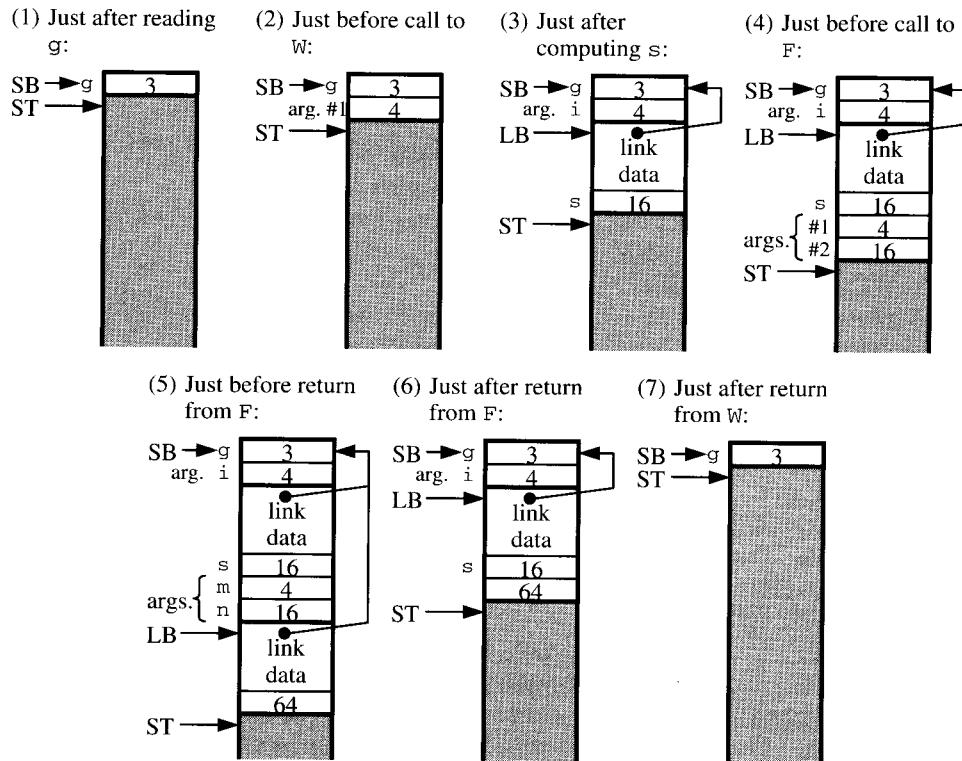 (1) Just after reading
g:
SB g 3
ST
(2) Just before call to
W:
SB g 3
arg. #1 4
ST
(3) Just after
computing s:
SB g 3
arg. i 4
LB
link
data
s 16
ST
(4) Just before call to
F:
SB g 3
arg. i 4
LB
link
data
s 16
args. { #1 4
#2 16
ST
(5) Just before return
from F:
SB g 3
arg. i 4
link
data
s 16
args. { m 4
n 16
LB
link
data
64
ST
(6) Just after return
from F:
SB g 3
arg. i 4
LB
link
data
s 16
64
ST
(7) Just after return
from W:
SB g 3
ST